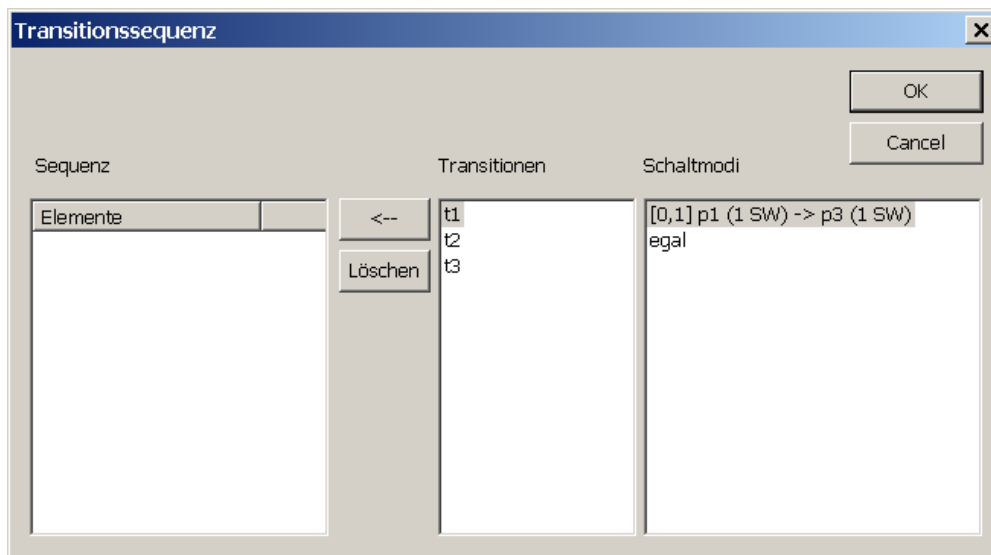 Transitionssequenz
OK
Cancel
Sequenz
Transitionen
Schaltmodi
Elemente
<--
Löschen
t1
t2
t3
[0,1] p1 (1 SW) -> p3 (1 SW)
egal